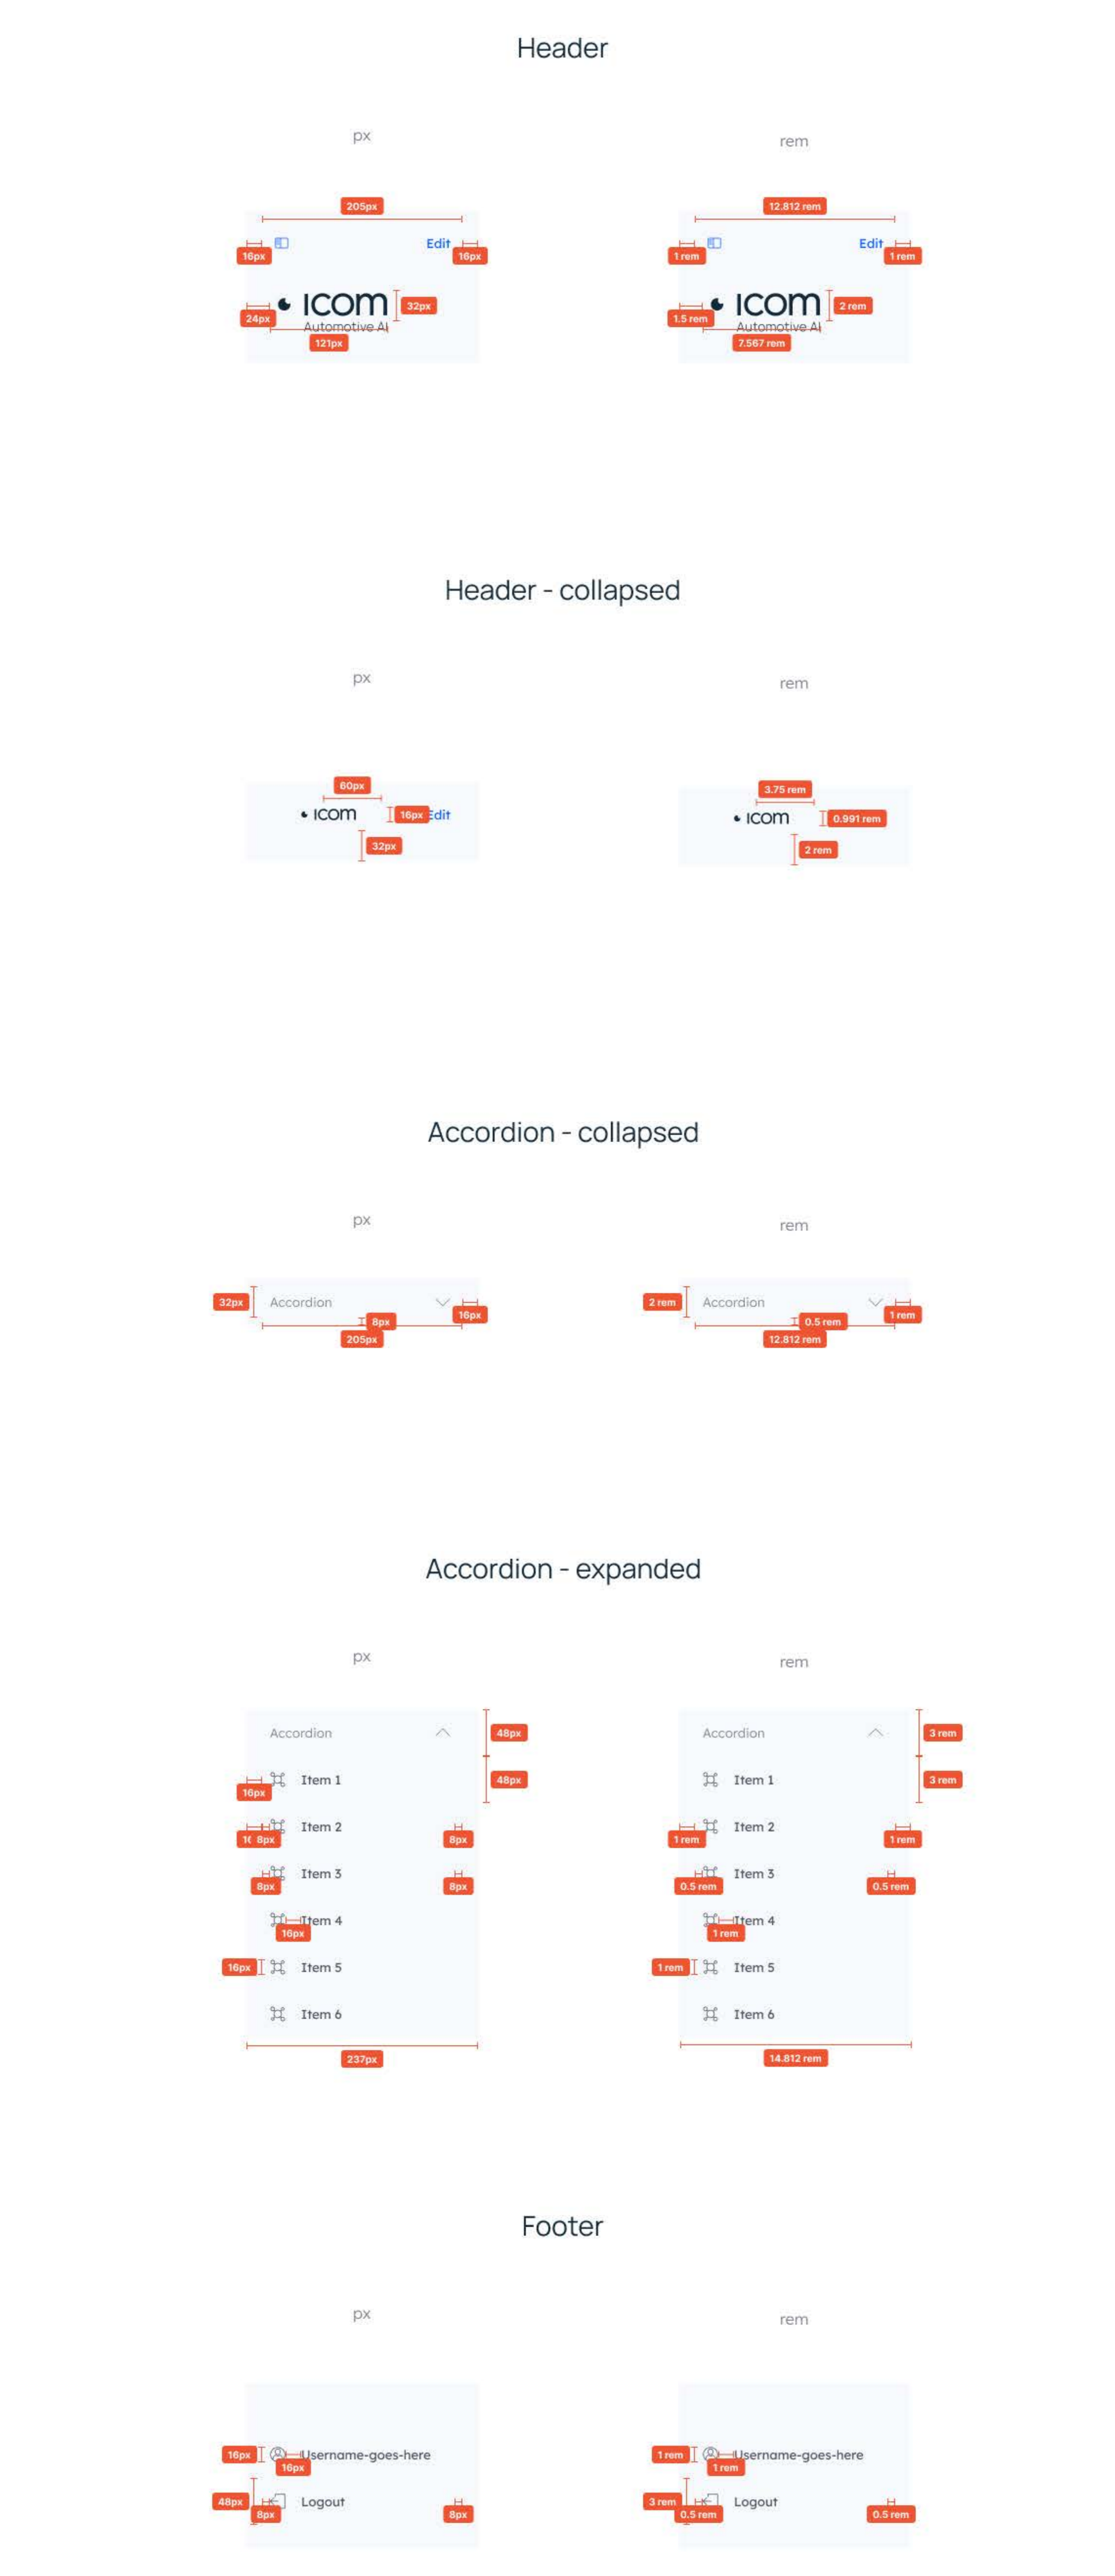 Header
px
rem
205px
12.812 rem
Edit
Edit
16px
16px
1 rem
1 rem
ıcom
32px
ıcom
2 rem
24px
Automotive AI
1.5 rem
Automotive AI
121px
7.567 rem
Header - collapsed
px
rem
60px
3.75 rem
ıcom
16px
Edit
ıcom
0.991 rem
32px
2 rem
Accordion - collapsed
px
rem
32px
Accordion
2 rem
Accordion
16px
1 rem
8px
0.5 rem
205px
12.812 rem
Accordion - expanded
px
rem
Accordion
48px
Accordion
3 rem
Item 1
48px
Item 1
3 rem
16px
Item 2
Item 2
8px
8px
1 rem
1 rem
Item 3
Item 3
8px
8px
0.5 rem
0.5 rem
Item 4
Item 4
16px
1 rem
16px
Item 5
1 rem
Item 5
Item 6
Item 6
237px
14.812 rem
Footer
px
rem
16px
Username-goes-here
1 rem
Username-goes-here
16px
1 rem
48px
Logout
3 rem
Logout
8px
8px
0.5 rem
0.5 rem